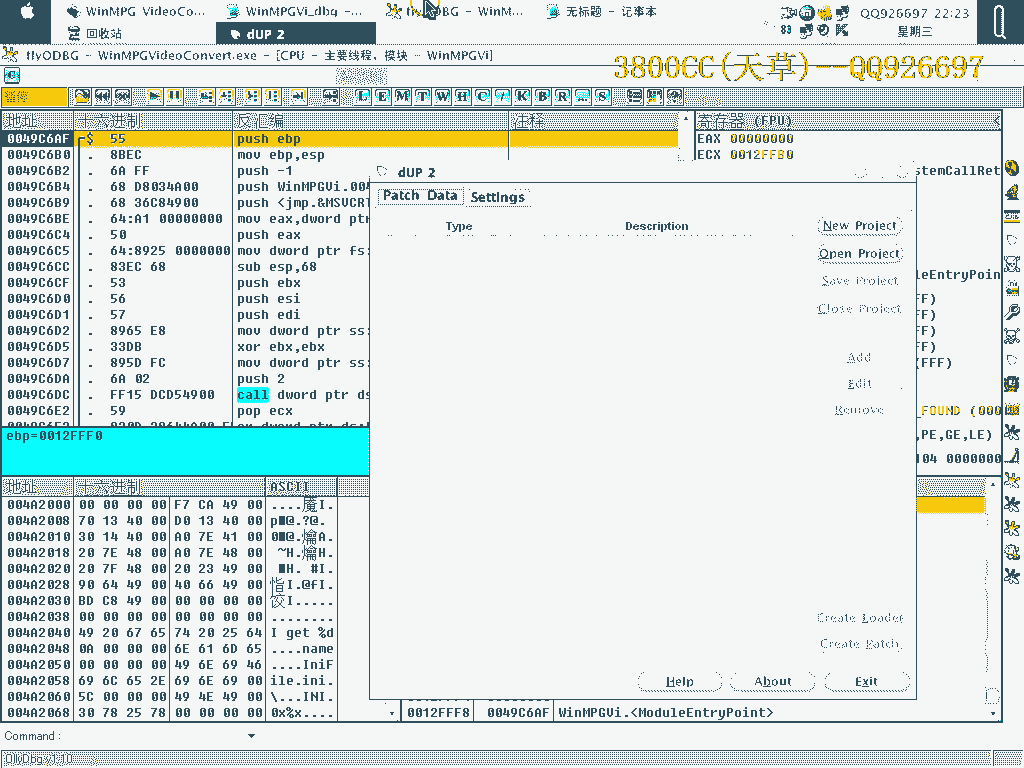 WinMPG VideoCo...
WinMPGVi_dbg -...
无标题 - 记事本
QQ926697 22:23
回收站
dUP 2
83
星期三
flyODBG - WinMPGVideoConvert.exe - [CPU - 主要线程, 模块 - WinMPGVi]
3800CC(天草)--QQ926697
暂停
L E M T W H C / K B R ... S
地址 十六进制 反汇编 注释 寄存器 (FPU)
0049C6AF $ 55 push ebp
EAX 00000000
0049C6B0 . 8BEC mov ebp,esp
ECX 0012FFB0
0049C6B2 . 6A FF push -1
stemCallRet
0049C6B4 . 68 D8034A00 push WinMPGVi.004
0049C6B9 . 68 36C84900 push <jmp.&MSVCRT
0049C6BE . 64:A1 00000000 mov eax,dword ptr
0049C6C4 . 50 push eax
0049C6C5 . 64:8925 0000000 mov dword ptr fs:
0049C6CC . 83EC 68 sub esp,68
leEntryPoin
0049C6CF . 53 push ebx
0049C6D0 . 56 push esi
FF)
0049C6D1 . 57 push edi
FF)
0049C6D2 . 8965 E8 mov dword ptr ss:
FF)
0049C6D5 . 33DB xor ebx,ebx
FF)
0049C6D7 . 895D FC mov dword ptr ss:
(FFF)
0049C6DA . 6A 02 push 2
0049C6DC . FF15 DCD54900 call dword ptr ds
0049C6E2 . 59 pop ecx
_FOUND (000
ebp=0012FFF0
,PE,GE,LE)
104 0000000
dUP 2
Patch Data Settings
Type Description
New Project
Open Project
Save Project
Close Project
Add
Edit
Remove
Create Loader
Create Patch
Help About Exit
地址 十六进制 ASCII
004A2000 00 00 00 00 F7 CA 49 00 ....魔I.
004A2008 70 13 40 00 D0 13 40 00
004A2010 30 14 40 00 A0 7E 41 00
004A2018 20 7E 48 00 A0 7E 48 00
004A2020 20 7F 48 00 20 23 49 00
004A2028 90 64 49 00 40 66 49 00
004A2030 BD C8 49 00 00 00 00 00
004A2038 00 00 00 00 00 00 00 00 ........
004A2040 49 20 67 65 74 20 25 64 I get %d
004A2048 0A 00 00 00 6E 61 6D 65 ....name
004A2050 00 00 00 00 49 6E 69 46 ....IniF
004A2058 69 6C 65 2E 69 6E 69 00 ile.ini.
004A2060 5C 00 00 00 49 4E 49 00 \...INI.
004A2068 30 78 25 78 00 00 00 00 0x%x....
0012FFF8 0049C6AF WinMPGVi.<ModuleEntryPoint>
Command :